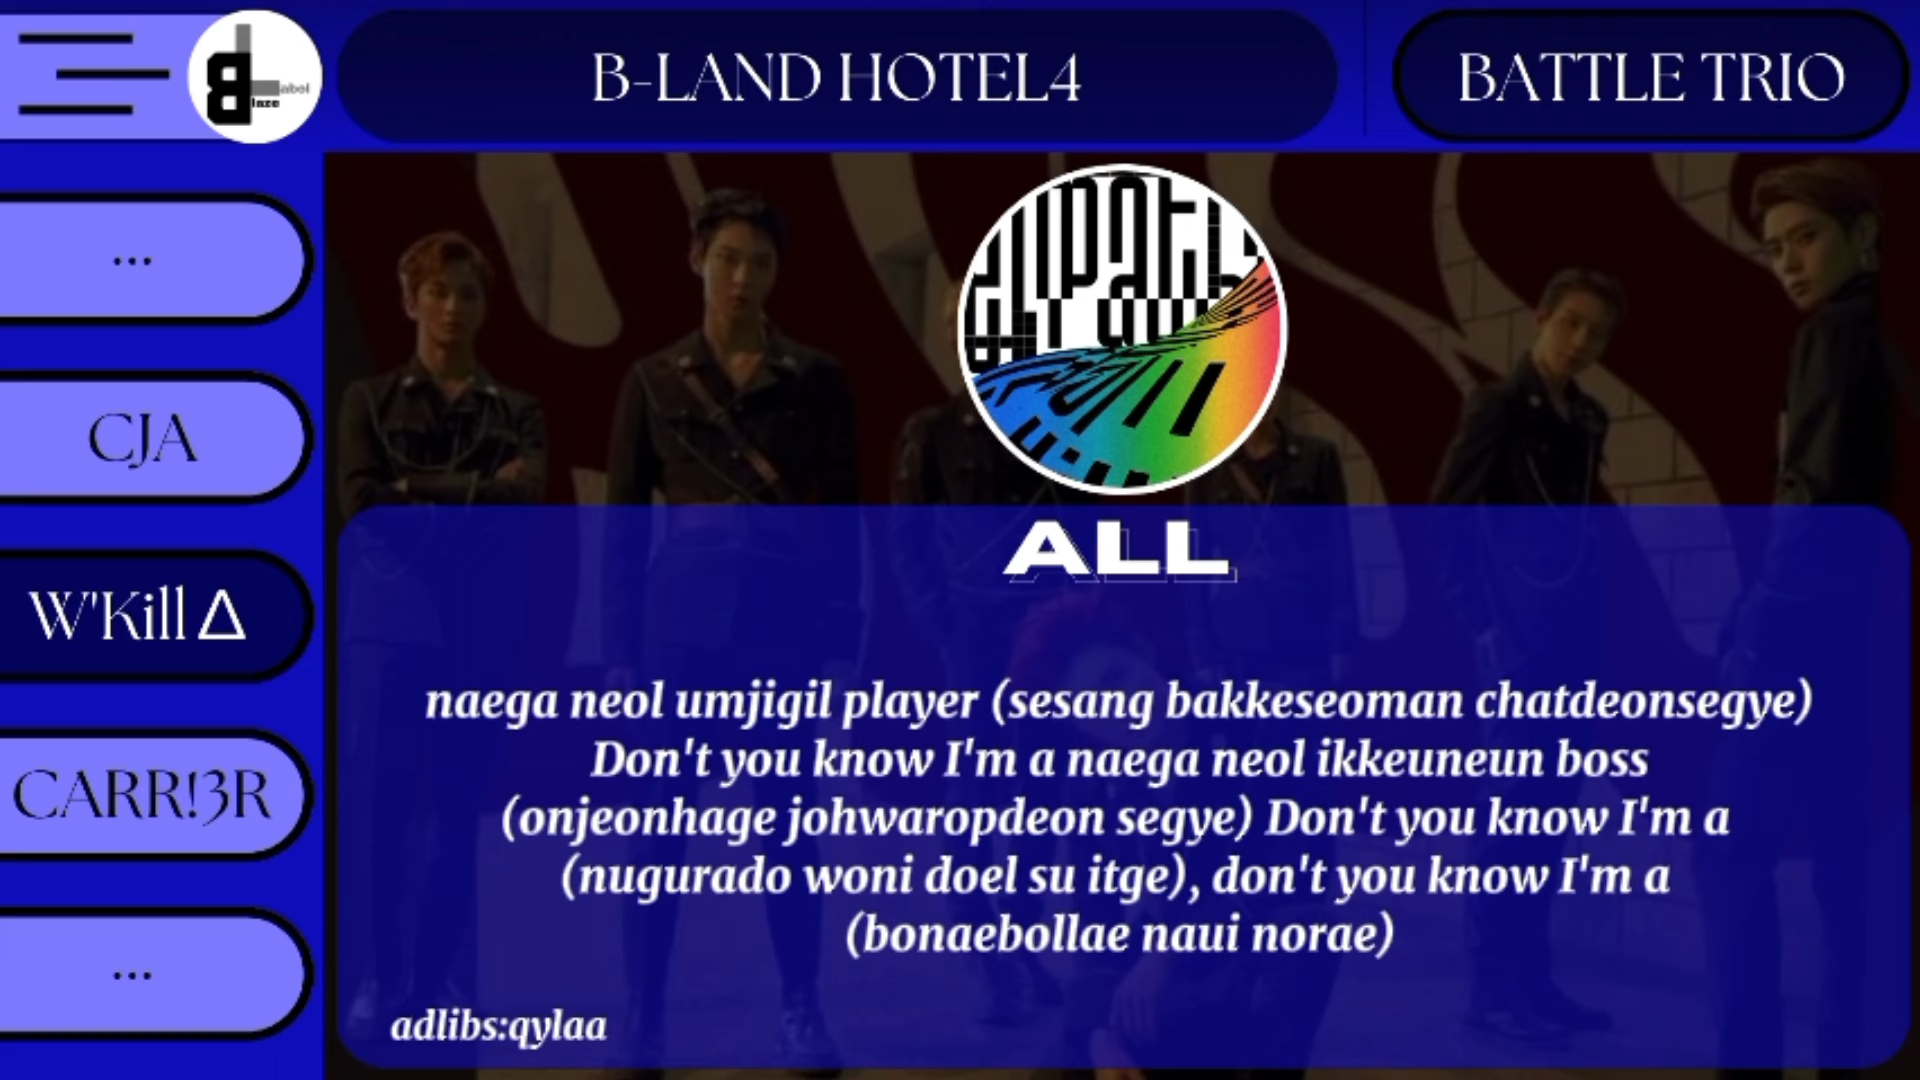 B Laze Label
B-LAND HOTEL4
BATTLE TRIO
...
CJA
W'Kill Δ
CARR!3R
...
ALL
naega neol umjigil player (sesang bakkeseoman chatdeonsegye)
Don't you know I'm a naega neol ikkeuneun boss
(onjeonhage johwaropdeon segye) Don't you know I'm a
(nugurado woni doel su itge), don't you know I'm a
(bonaebollae naui norae)
adlibs:qylaa